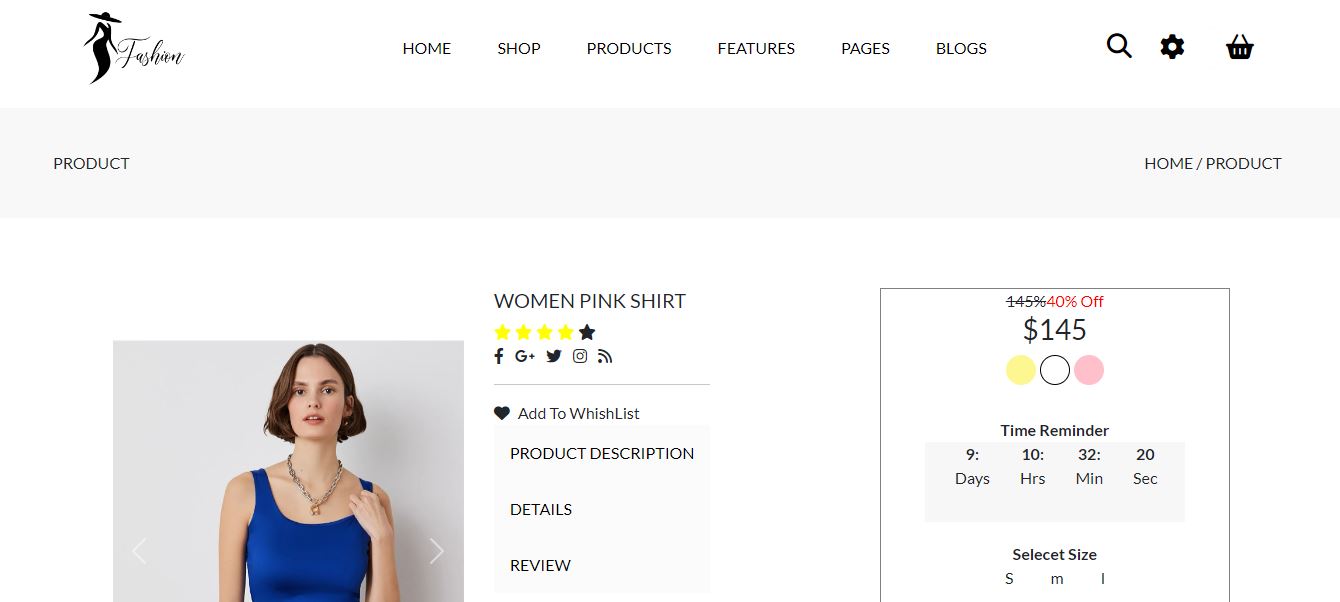 Fashion
HOME SHOP PRODUCTS FEATURES PAGES BLOGS
PRODUCT
HOME / PRODUCT
WOMEN PINK SHIRT
G+
Add To WhishList
PRODUCT DESCRIPTION
DETAILS
REVIEW
145%40% Off
$145
Time Reminder
9: 10: 32: 20
Days Hrs Min Sec
Selecet Size
S m l